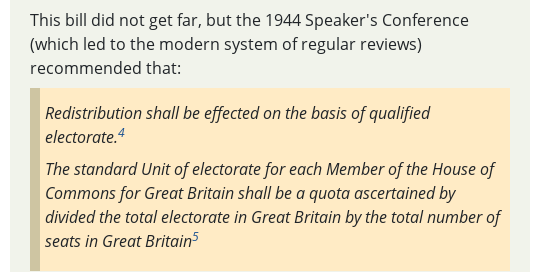 This bill did not get far, but the 1944 Speaker's Conference
(which led to the modern system of regular reviews)
recommended that:
Redistribution shall be effected on the basis of qualified
electorate.4
The standard Unit of electorate for each Member of the House of
Commons for Great Britain shall be a quota ascertained by
divided the total electorate in Great Britain by the total number of
seats in Great Britain5